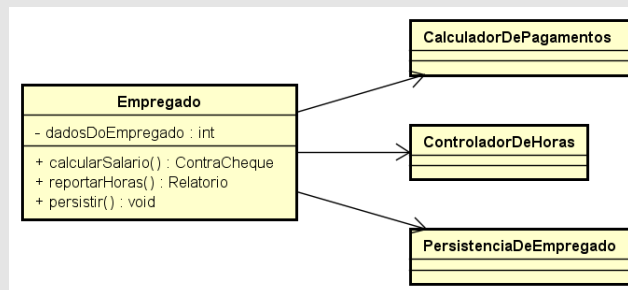 CalculadorDePagamentos
Empregado
- dadosDoEmpregado : int
+ calcularSalario() : ContraCheque
+ reportarHoras() : Relatorio
+ persistir() : void
ControladorDeHoras
PersistenciaDeEmpregado